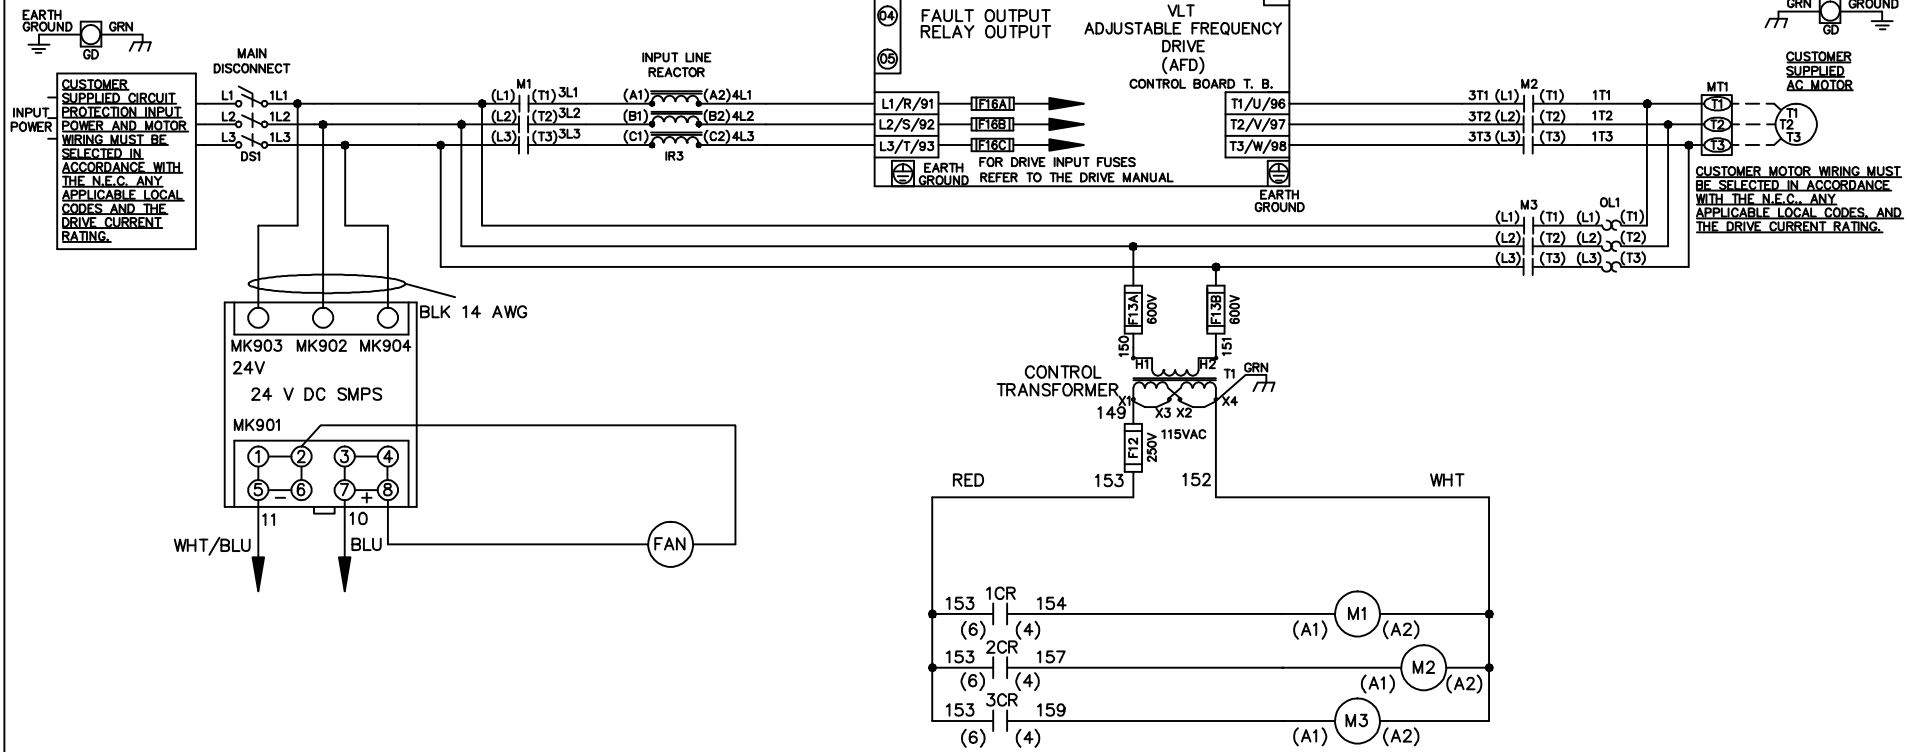 EARTH
GROUND
GRN
GD
MAIN
DISCONNECT
CUSTOMER
SUPPLIED CIRCUIT
PROTECTION INPUT
POWER AND MOTOR
WIRING MUST BE
SELECTED IN
ACCORDANCE WITH
THE N.E.C. ANY
APPLICABLE LOCAL
CODES AND THE
DRIVE CURRENT
RATING.
INPUT
POWER
L1 1L1
L2 1L2
L3 1L3
DS1
M1
(L1) (T1) 3L1
(L2) (T2) 3L2
(L3) (T3) 3L3
INPUT LINE
REACTOR
(A1) (A2) 4L1
(B1) (B2) 4L2
(C1) (C2) 4L3
IR3
04
05
FAULT OUTPUT
RELAY OUTPUT
VLT
ADJUSTABLE FREQUENCY
DRIVE
(AFD)
CONTROL BOARD T. B.
L1/R/91 F16A T1/U/96
L2/S/92 F16B T2/V/97
L3/T/93 F16C T3/W/98
EARTH
GROUND
FOR DRIVE INPUT FUSES
REFER TO THE DRIVE MANUAL
EARTH
GROUND
M2
3T1 (L1) (T1) 1T1
3T2 (L2) (T2) 1T2
3T3 (L3) (T3) 1T3
GRN
GROUND
GD
CUSTOMER
SUPPLIED
AC MOTOR
MT1
T1 T1
T2 T2
T3 T3
CUSTOMER MOTOR WIRING MUST
BE SELECTED IN ACCORDANCE
WITH THE N.E.C., ANY
APPLICABLE LOCAL CODES, AND
THE DRIVE CURRENT RATING.
M3 OL1
(L1) (T1) (L1) (T1)
(L2) (T2) (L2) (T2)
(L3) (T3) (L3) (T3)
BLK 14 AWG
MK903 MK902 MK904
24V
24 V DC SMPS
MK901
1 2 3 4
5 - 6 7 + 8
11 10
WHT/BLU BLU
FAN
F13A
600V
F13B
600V
150
151
H1 H2
CONTROL
TRANSFORMER
T1 GRN
X1 X3 X2 X4
149
115VAC
F12
250V
RED 153 152 WHT
1CR
153 154 M1
(6) (4) (A1) (A2)
2CR
153 157 M2
(6) (4) (A1) (A2)
3CR
153 159 M3
(6) (4) (A1) (A2)